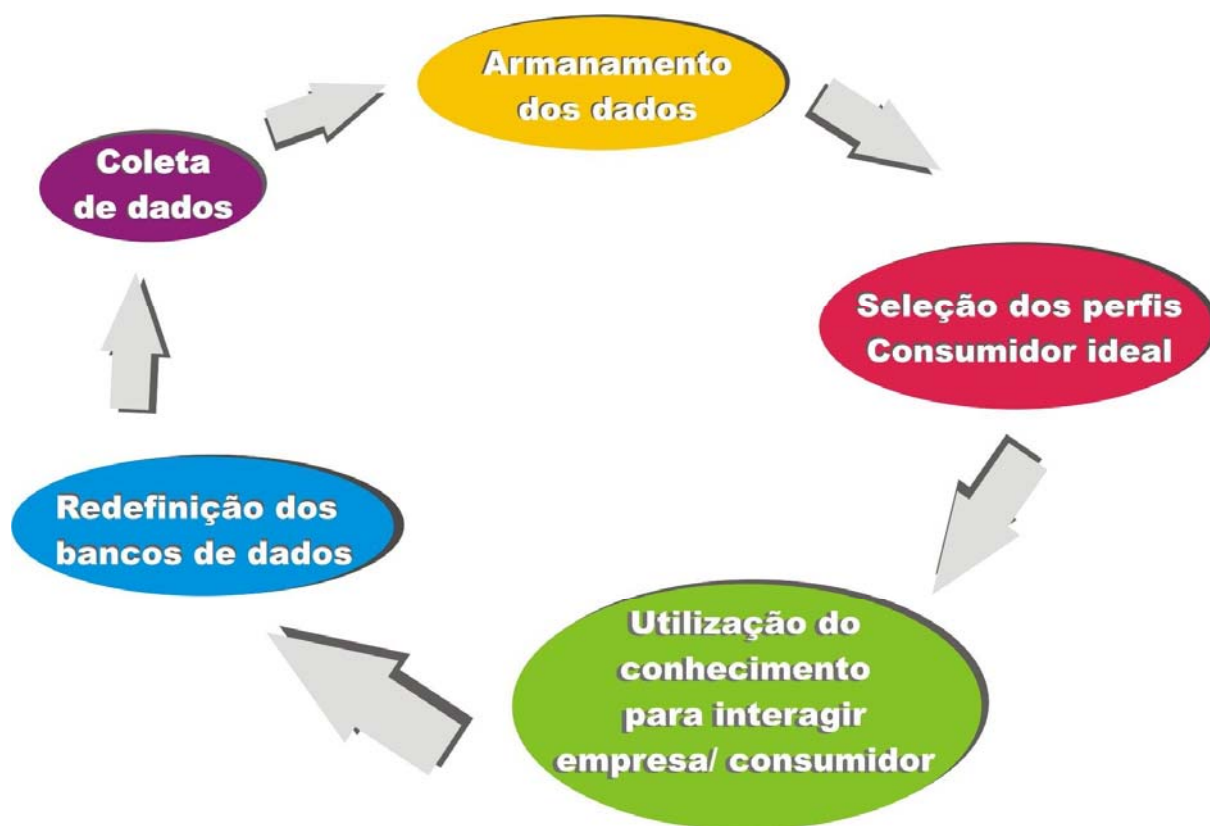 Armanamento
dos dados
Coleta
de dados
Seleção dos perfis
Consumidor ideal
Redefinição dos
bancos de dados
Utilização do
conhecimento
para interagir
empresa/ consumidor